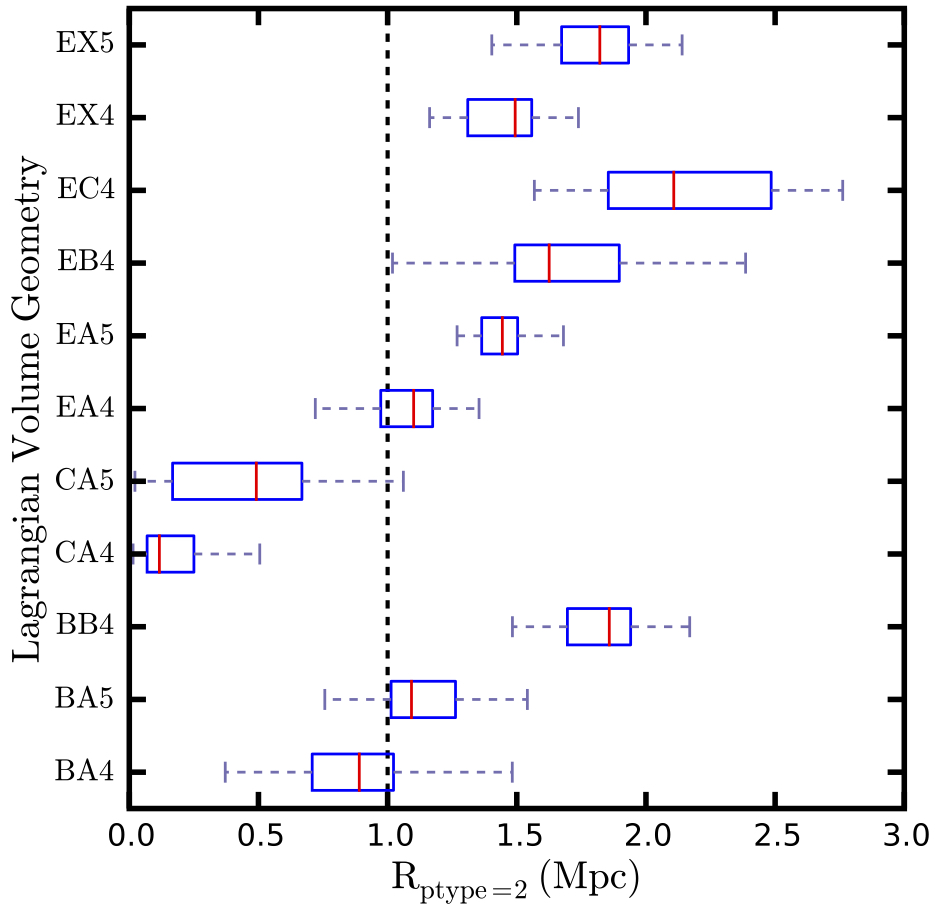 EX5
EX4
EC4
EB4
EA5
EA4
CA5
CA4
BB4
BA5
BA4
Lagrangian Volume Geometry
0.0 0.5 1.0 1.5 2.0 2.5 3.0
R_ptype=2 (Mpc)